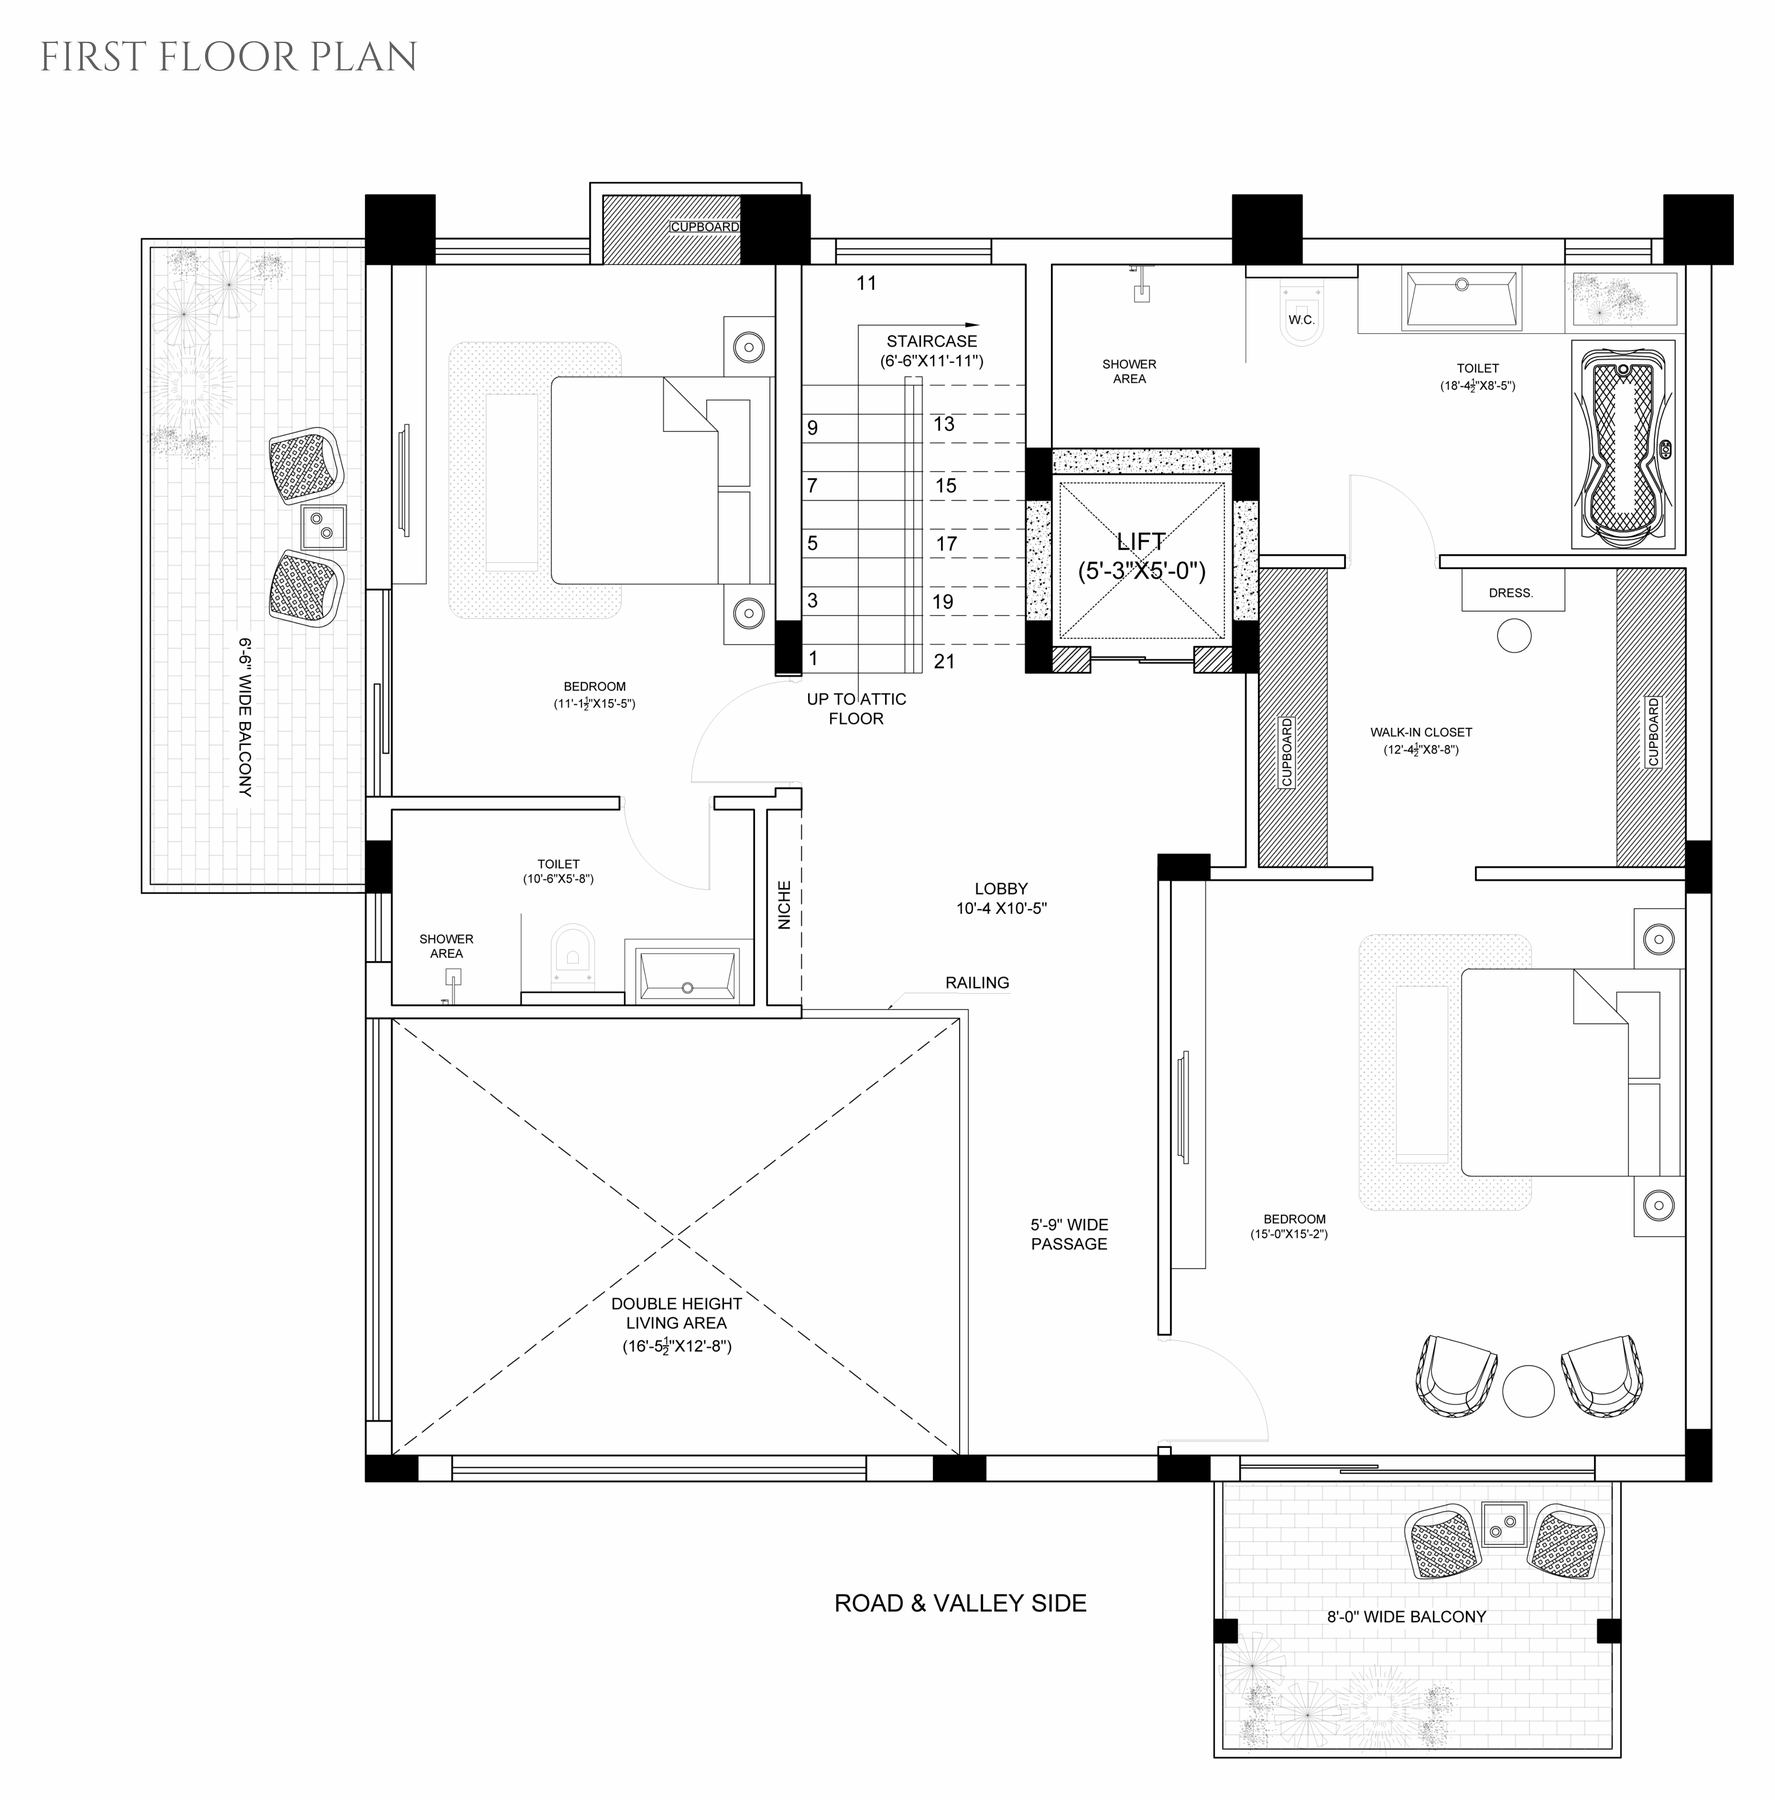 FIRST FLOOR PLAN
CUPBOARD
11
STAIRCASE
(6'-6"X11'-11")
9
13
7
15
5
17
3
19
1
21
UP TO ATTIC
FLOOR
SHOWER
AREA
W.C.
TOILET
(18'-4½"X8'-5")
LIFT
(5'-3"X5'-0")
DRESS.
CUPBOARD
WALK-IN CLOSET
(12'-4½"X8'-8")
CUPBOARD
6'-6" WIDE BALCONY
BEDROOM
(11'-1½"X15'-5")
TOILET
(10'-6"X5'-8")
SHOWER
AREA
NICHE
LOBBY
10'-4 X10'-5"
RAILING
5'-9" WIDE
PASSAGE
BEDROOM
(15'-0"X15'-2")
DOUBLE HEIGHT
LIVING AREA
(16'-5½"X12'-8")
ROAD & VALLEY SIDE
8'-0" WIDE BALCONY